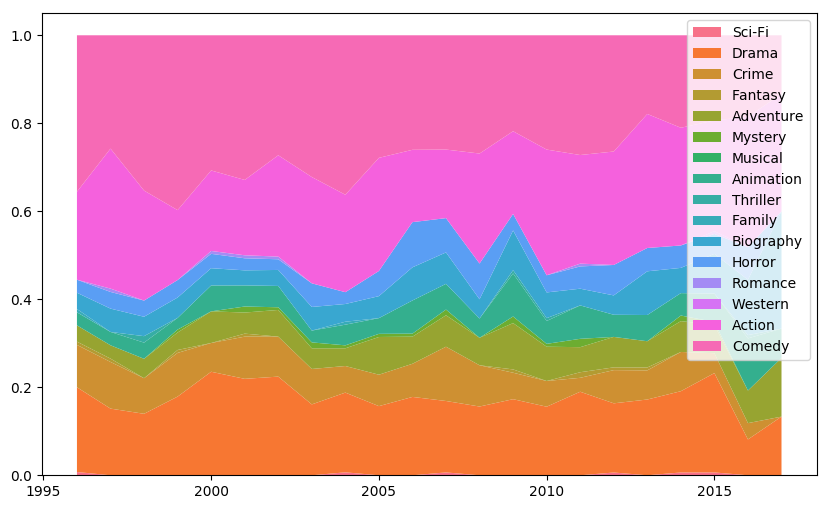 1.0
0.8
0.6
0.4
0.2
0.0
1995
2000
2005
2010
2015
Sci-Fi
Drama
Crime
Fantasy
Adventure
Mystery
Musical
Animation
Thriller
Family
Biography
Horror
Romance
Western
Action
Comedy